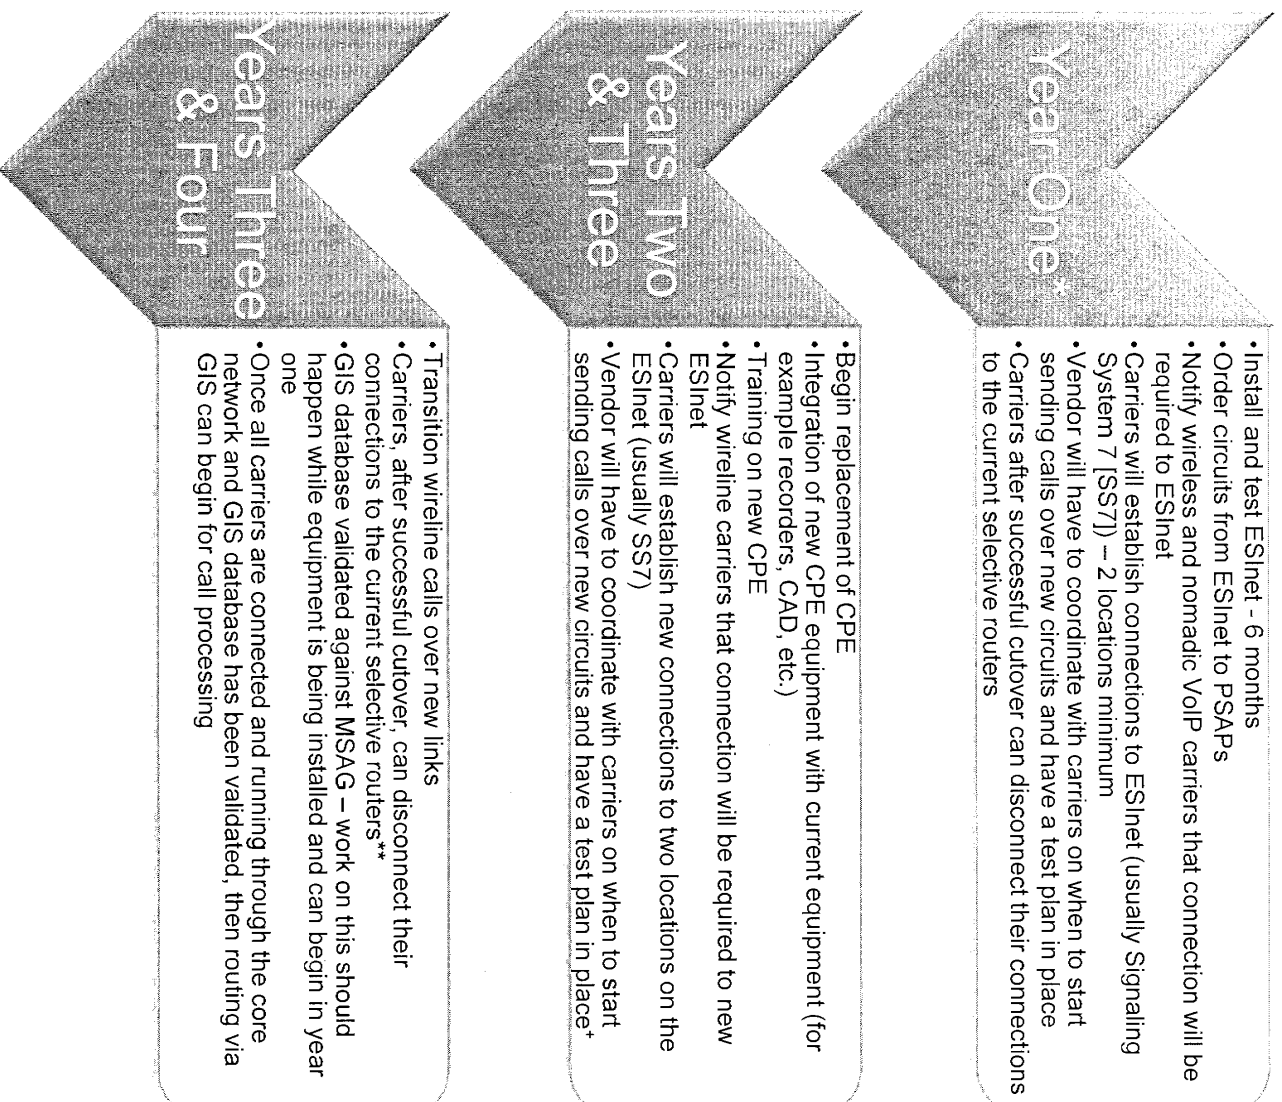 Year One*
• Install and test ESInet - 6 months
• Order circuits from ESInet to PSAPs
• Notify wireless and nomadic VoIP carriers that connection will be
required to ESInet
• Carriers will establish connections to ESInet (usually Signaling
System 7 [SS7]) – 2 locations minimum
• Vendor will have to coordinate with carriers on when to start
sending calls over new circuits and have a test plan in place
• Carriers after successful cutover can disconnect their connections
to the current selective routers
Years Two
& Three
• Begin replacement of CPE
• Integration of new CPE equipment with current equipment (for
example recorders, CAD, etc.)
• Training on new CPE
• Notify wireline carriers that connection will be required to new
ESInet
• Carriers will establish new connections to two locations on the
ESInet (usually SS7)
• Vendor will have to coordinate with carriers on when to start
sending calls over new circuits and have a test plan in place+
Years Three
& Four
• Transition wireline calls over new links
• Carriers, after successful cutover, can disconnect their
connections to the current selective routers**
• GIS database validated against MSAG – work on this should
happen while equipment is being installed and can begin in year
one
• Once all carriers are connected and running through the core
network and GIS database has been validated, then routing via
GIS can begin for call processing